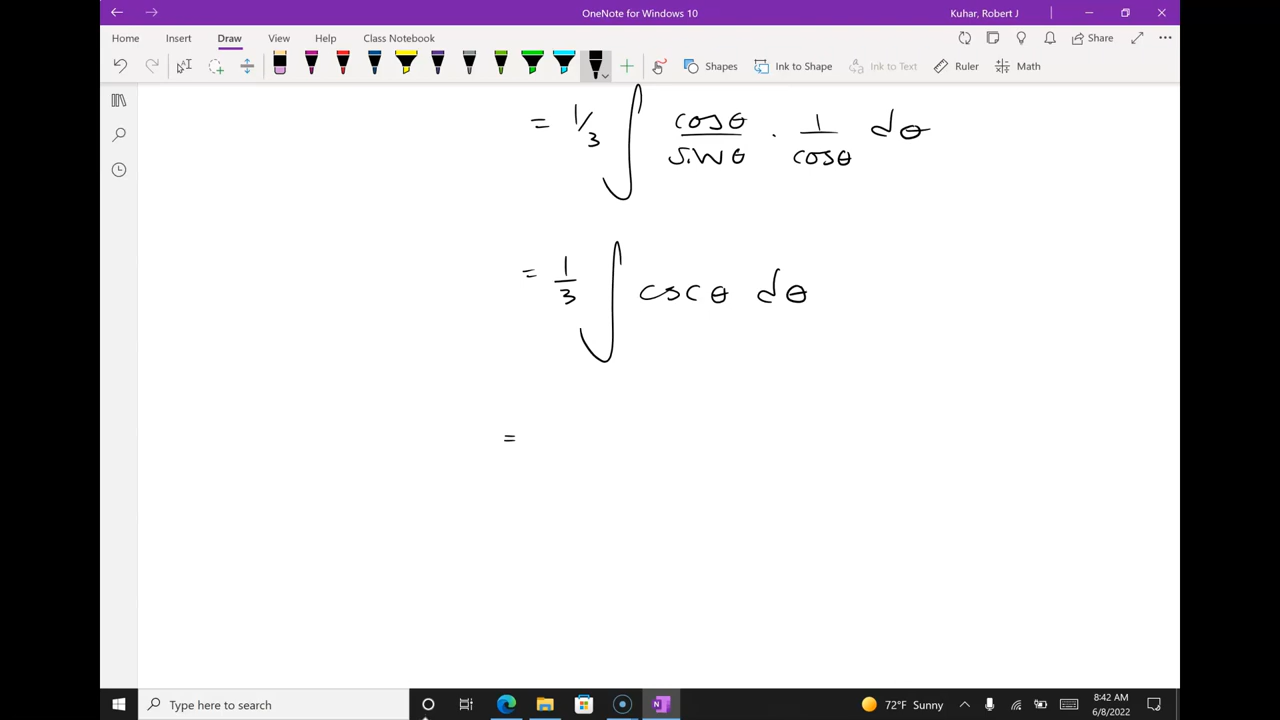 OneNote for Windows 10
Kuhar, Robert J
Home Insert Draw View Help Class Notebook Share
Shapes Ink to Shape Ink to Text Ruler Math
= 1/3 ∫ cosθ/sinθ · 1/cosθ dθ
= 1/3 ∫ cscθ dθ
=
Type here to search
72°F Sunny
8:42 AM
6/8/2022